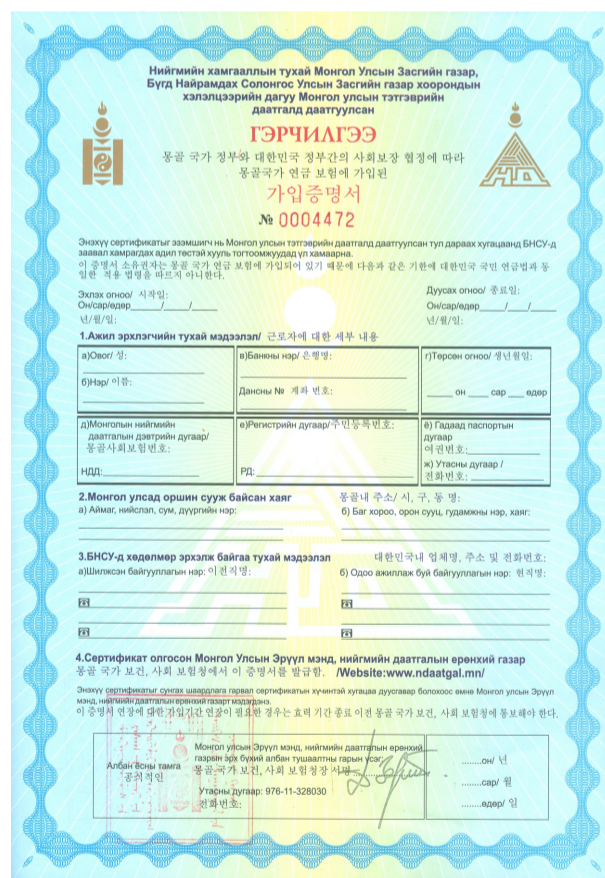 Нийгмийн хамгааллын тухай Монгол Улсын Засгийн газар,
Бүгд Найрамдах Солонгос Улсын Засгийн газар хоорондын
хэлэлцээрийн дагуу Монгол улсын тэтгэврийн
даатгалд даатгуулсан
ГЭРЧИЛГЭЭ
몽골 국가 정부와 대한민국 정부간의 사회보장 협정에 따라
몽골국가 연금 보험에 가입된
가입증명서
№ 0004472
Энэхүү сертификатыг эзэмшигч нь Монгол улсын тэтгэврийн даатгалд даатгуулсан тул дараах хугацаанд БНСУ-д
заавал хамрагдах адил төстэй хууль тогтоомжуудад үл хамаарна.
이 증명서 소유권자는 몽골 국가 연금 보험에 가입되어 있기 때문에 다음과 같은 기한에 대한민국 국민 연금법과 동
일한 적용 법령을 따르지 아니한다.
Эхлэх огноо/ 시작일:
Он/сар/өдөр______/_____/_____
년/월/일:
Дуусах огноо/ 종료일:
Он/сар/өдөр______/____/____
년/월/일:
1.Ажил эрхлэгчийн тухай мэдээлэл/ 근로자에 대한 세부 내용
а)Овог/ 성:
б)Нэр/ 이름:
в)Банкны нэр/ 은행명:
Дансны № 계좌 번호:
г)Төрсөн огноо/ 생년월일:
_____ он ____ сар ___ өдөр
д)Монголын нийгмийн
даатгалын дэвтрийн дугаар/
몽골사회보험번호:
НДД:
е)Регистрийн дугаар/주민등록번호:
РД:
ё) Гадаад паспортын
дугаар
여권번호:
ж) Утасны дугаар /
전화번호:
2.Монгол улсад оршин сууж байсан хаяг
몽골내 주소/ 시, 구, 동 명:
а) Аймаг, нийслэл, сум, дүүргийн нэр:
б) Баг хороо, орон сууц, гудамжны нэр, хаяг:
3.БНСУ-д хөдөлмөр эрхэлж байгаа тухай мэдээлэл
대한민국내 업체명, 주소 및 전화번호:
а)Шилжсэн байгууллагын нэр: 이전직명:
б) Одоо ажиллаж буй байгууллагын нэр: 현직명:
4.Сертификат олгосон Монгол Улсын Эрүүл мэнд, нийгмийн даатгалын ерөнхий газар
몽골 국가 보건, 사회 보험청에서 이 증명서를 발급함. /Website:www.ndaatgal.mn/
Энэхүү сертификатыг сунгах шаардлага гарвал сертификатын хүчинтэй хугацаа дуусгавар болохоос өмнө Монгол улсын Эрүүл
мэнд, нийгмийн даатгалын ерөнхий газарт мэдэгдэнэ.
이 증명서 연장에 대한 가입기간 연장이 필요한 경우는 효력 기간 종료 이전 몽골 국가 보건, 사회 보험청에 통보해야 한다.
Албан ёсны тамга
공식적인
Монгол улсын Эрүүл мэнд, нийгмийн даатгалын ерөнхий
газрын эрх бүхий албан тушаалтны гарын үсэг
몽골 국가 보건, 사회 보험청장 서명
Утасны дугаар: 976-11-328030
전화번호:
........он/ 년
........сар/ 월
........өдөр/ 일